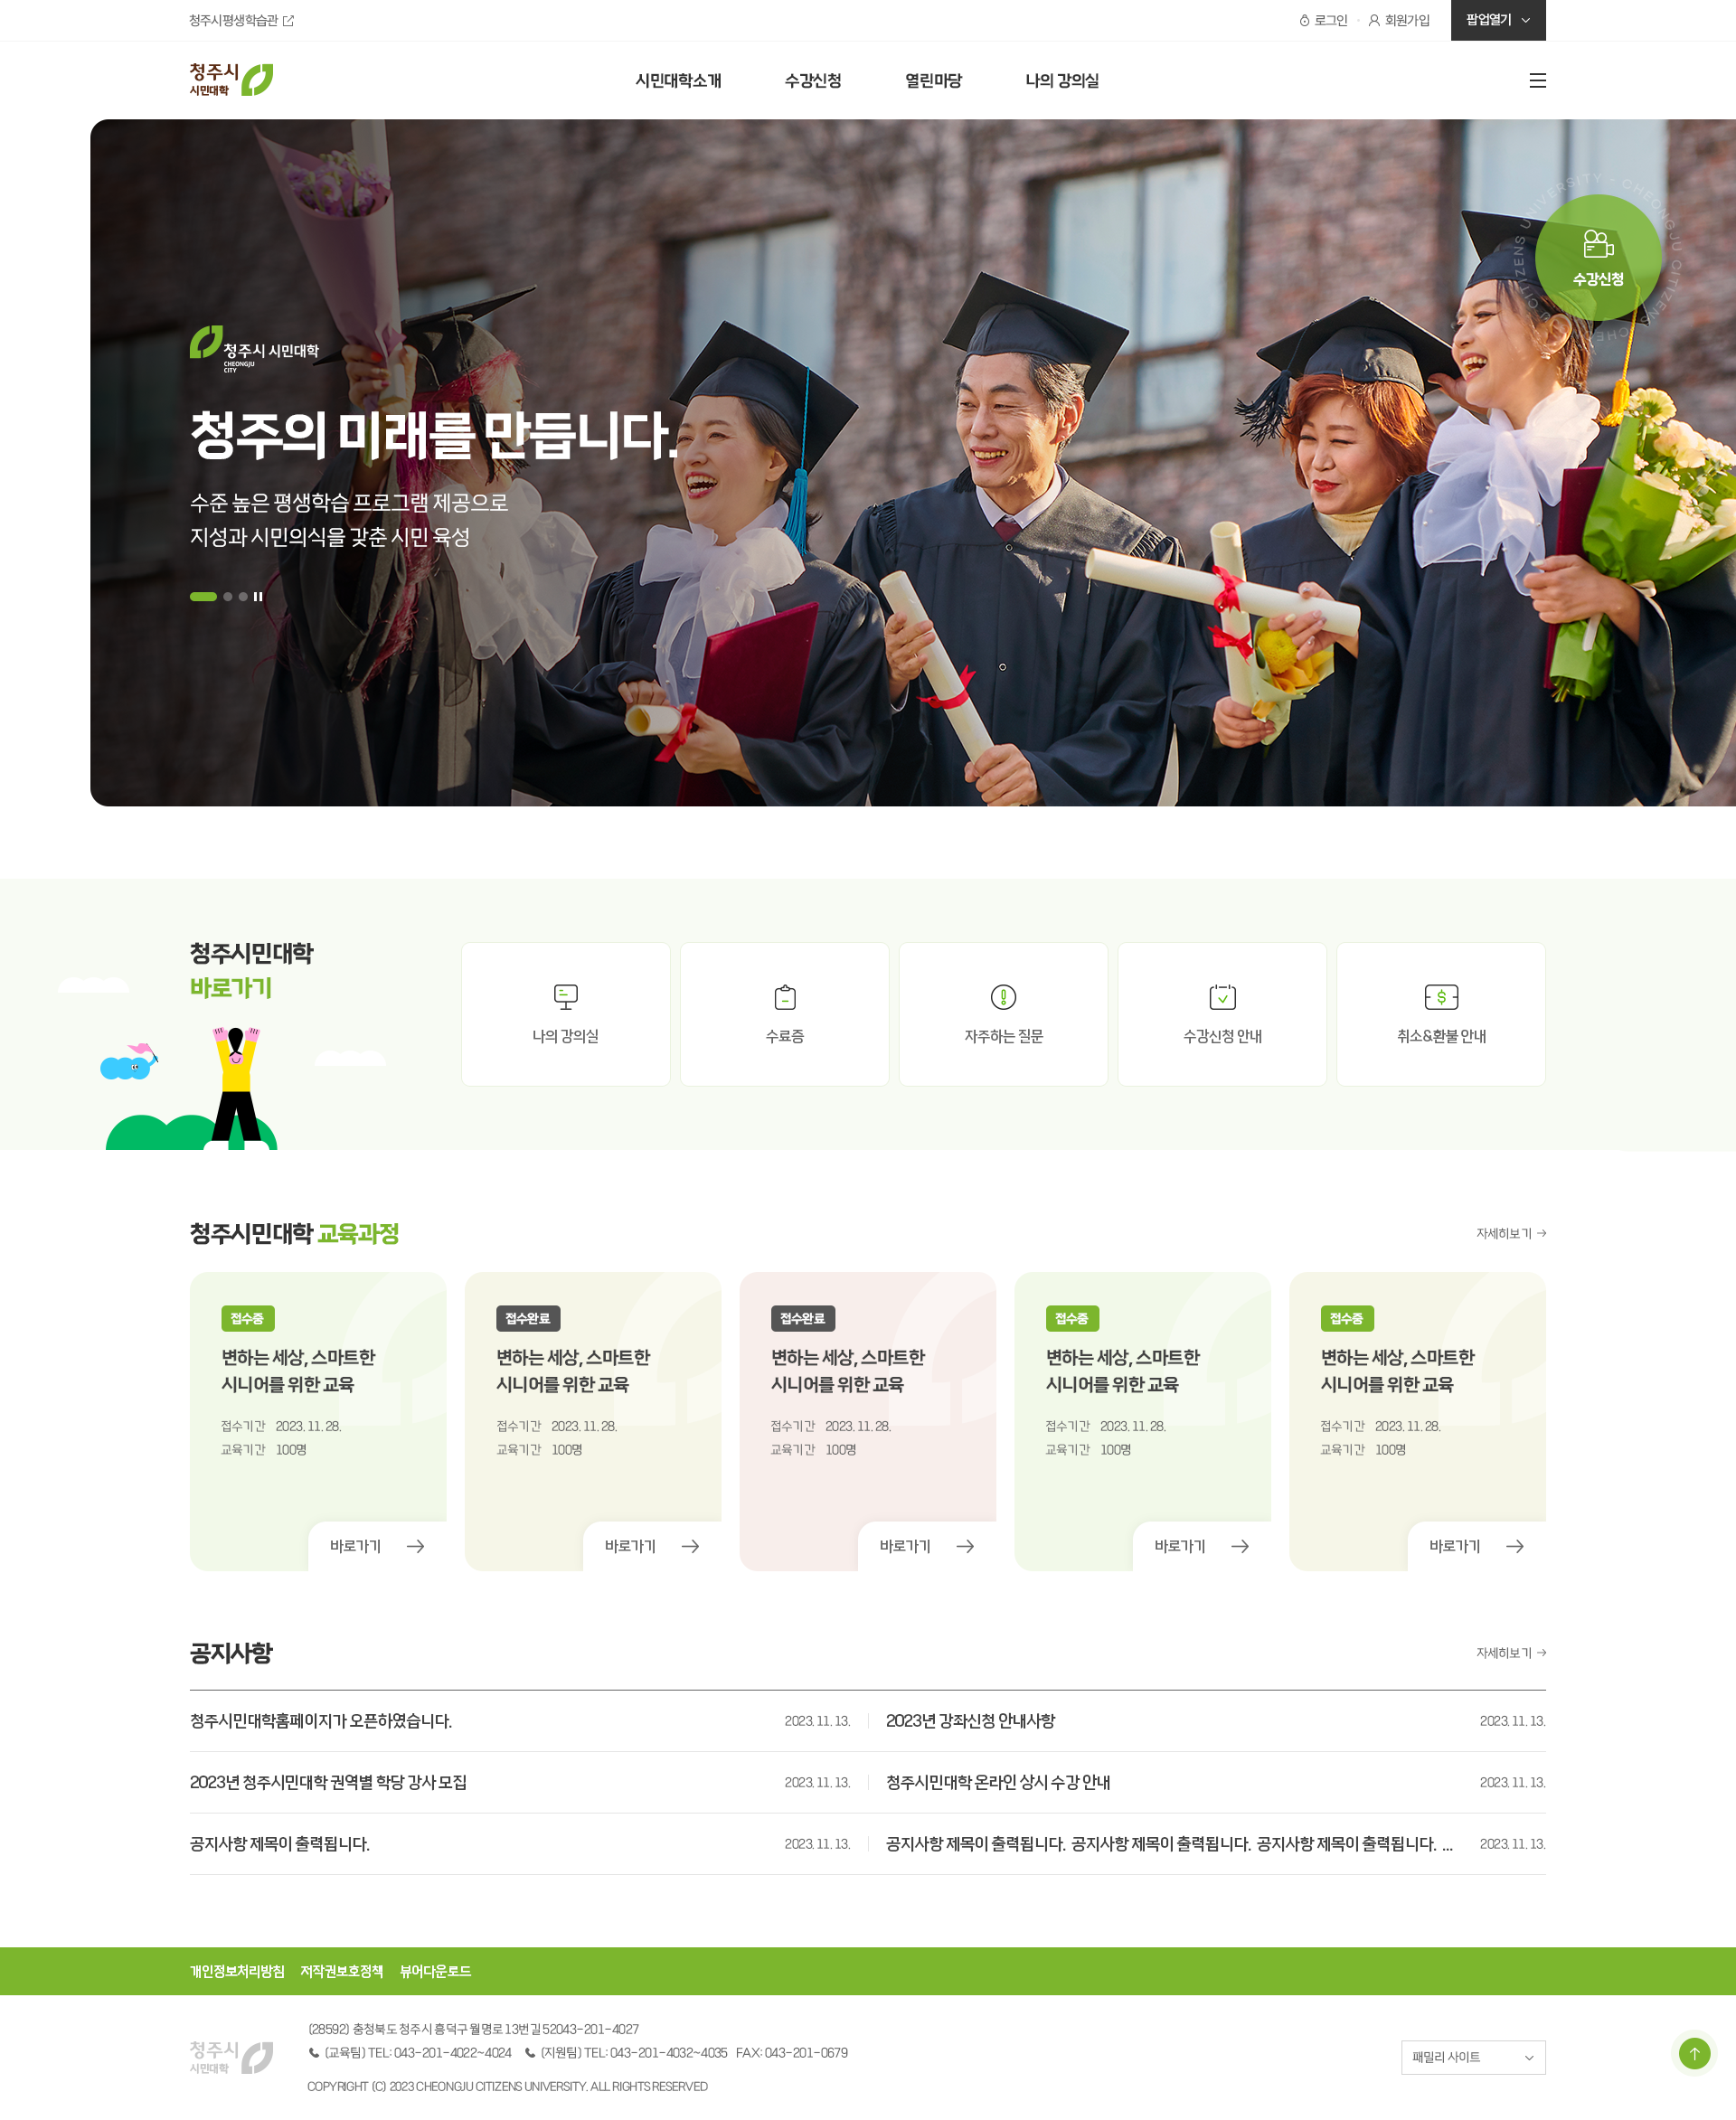 청주시평생학습관
로그인
회원가입
팝업열기
청주시
시민대학
시민대학소개
수강신청
열린마당
나의 강의실
CHEONGJU CITIZENS UNIVERSITY
수강신청
청주시 시민대학
CHEONGJU
CITY
청주의 미래를 만듭니다.
수준 높은 평생학습 프로그램 제공으로
지성과 시민의식을 갖춘 시민 육성
청주시민대학
바로가기
나의 강의실
수료증
자주하는 질문
수강신청 안내
취소&환불 안내
청주시민대학 교육과정
자세히보기
접수중
변하는 세상, 스마트한
시니어를 위한 교육
접수기간 2023. 11. 28.
교육기간 100명
바로가기
접수완료
변하는 세상, 스마트한
시니어를 위한 교육
접수기간 2023. 11. 28.
교육기간 100명
바로가기
접수완료
변하는 세상, 스마트한
시니어를 위한 교육
접수기간 2023. 11. 28.
교육기간 100명
바로가기
접수중
변하는 세상, 스마트한
시니어를 위한 교육
접수기간 2023. 11. 28.
교육기간 100명
바로가기
접수중
변하는 세상, 스마트한
시니어를 위한 교육
접수기간 2023. 11. 28.
교육기간 100명
바로가기
공지사항
자세히보기
청주시민대학홈페이지가 오픈하였습니다. 2023. 11. 13.
2023년 강좌신청 안내사항 2023. 11. 13.
2023년 청주시민대학 권역별 학당 강사 모집 2023. 11. 13.
청주시민대학 온라인 상시 수강 안내 2023. 11. 13.
공지사항 제목이 출력됩니다. 2023. 11. 13.
공지사항 제목이 출력됩니다. 공지사항 제목이 출력됩니다. 공지사항 제목이 출력됩니다. ... 2023. 11. 13.
개인정보처리방침 저작권보호정책 뷰어다운로드
청주시
시민대학
(28592) 충청북도 청주시 흥덕구 월명로 13번길 52043-201-4027
(교육팀) TEL: 043-201-4022~4024 (지원팀) TEL: 043-201-4032~4035 FAX: 043-201-0679
COPYRIGHT (C) 2023 CHEONGJU CITIZENS UNIVERSITY. ALL RIGHTS RESERVED
패밀리 사이트